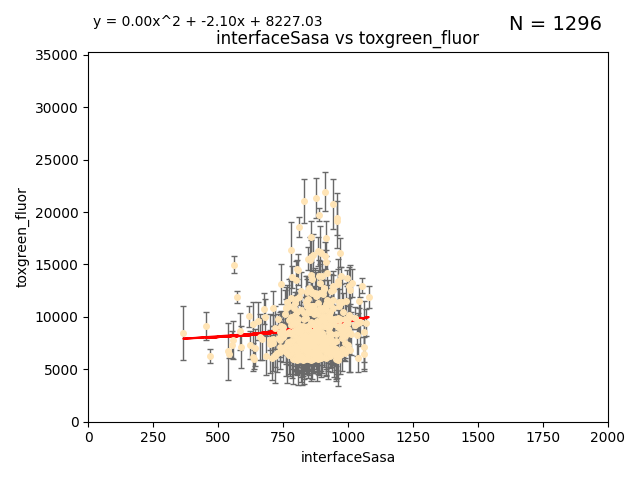 y = 0.00x^2 + -2.10x + 8227.03
N = 1296
interfaceSasa vs toxgreen_fluor
35000
30000
25000
20000
15000
10000
5000
0
toxgreen_fluor
0 250 500 750 1000 1250 1500 1750 2000
interfaceSasa